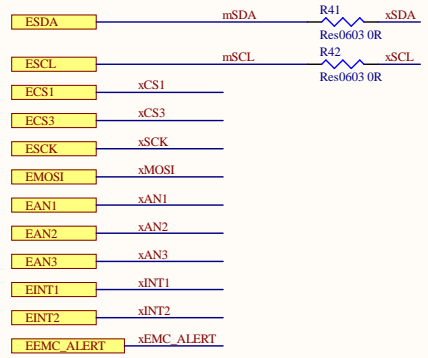 R41
ESDA mSDA xSDA
Res0603 0R
R42
ESCL mSCL xSCL
Res0603 0R
ECS1 xCS1
ECS3 xCS3
ESCK xSCK
EMOSI xMOSI
EAN1 xAN1
EAN2 xAN2
EAN3 xAN3
EINT1 xINT1
EINT2 xINT2
EEMC_ALERT xEMC_ALERT